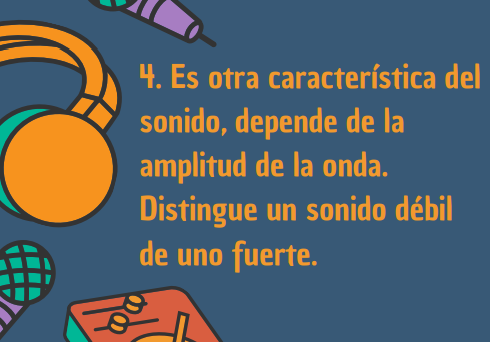 4. Es otra característica del
sonido, depende de la
amplitud de la onda.
Distingue un sonido débil
de uno fuerte.